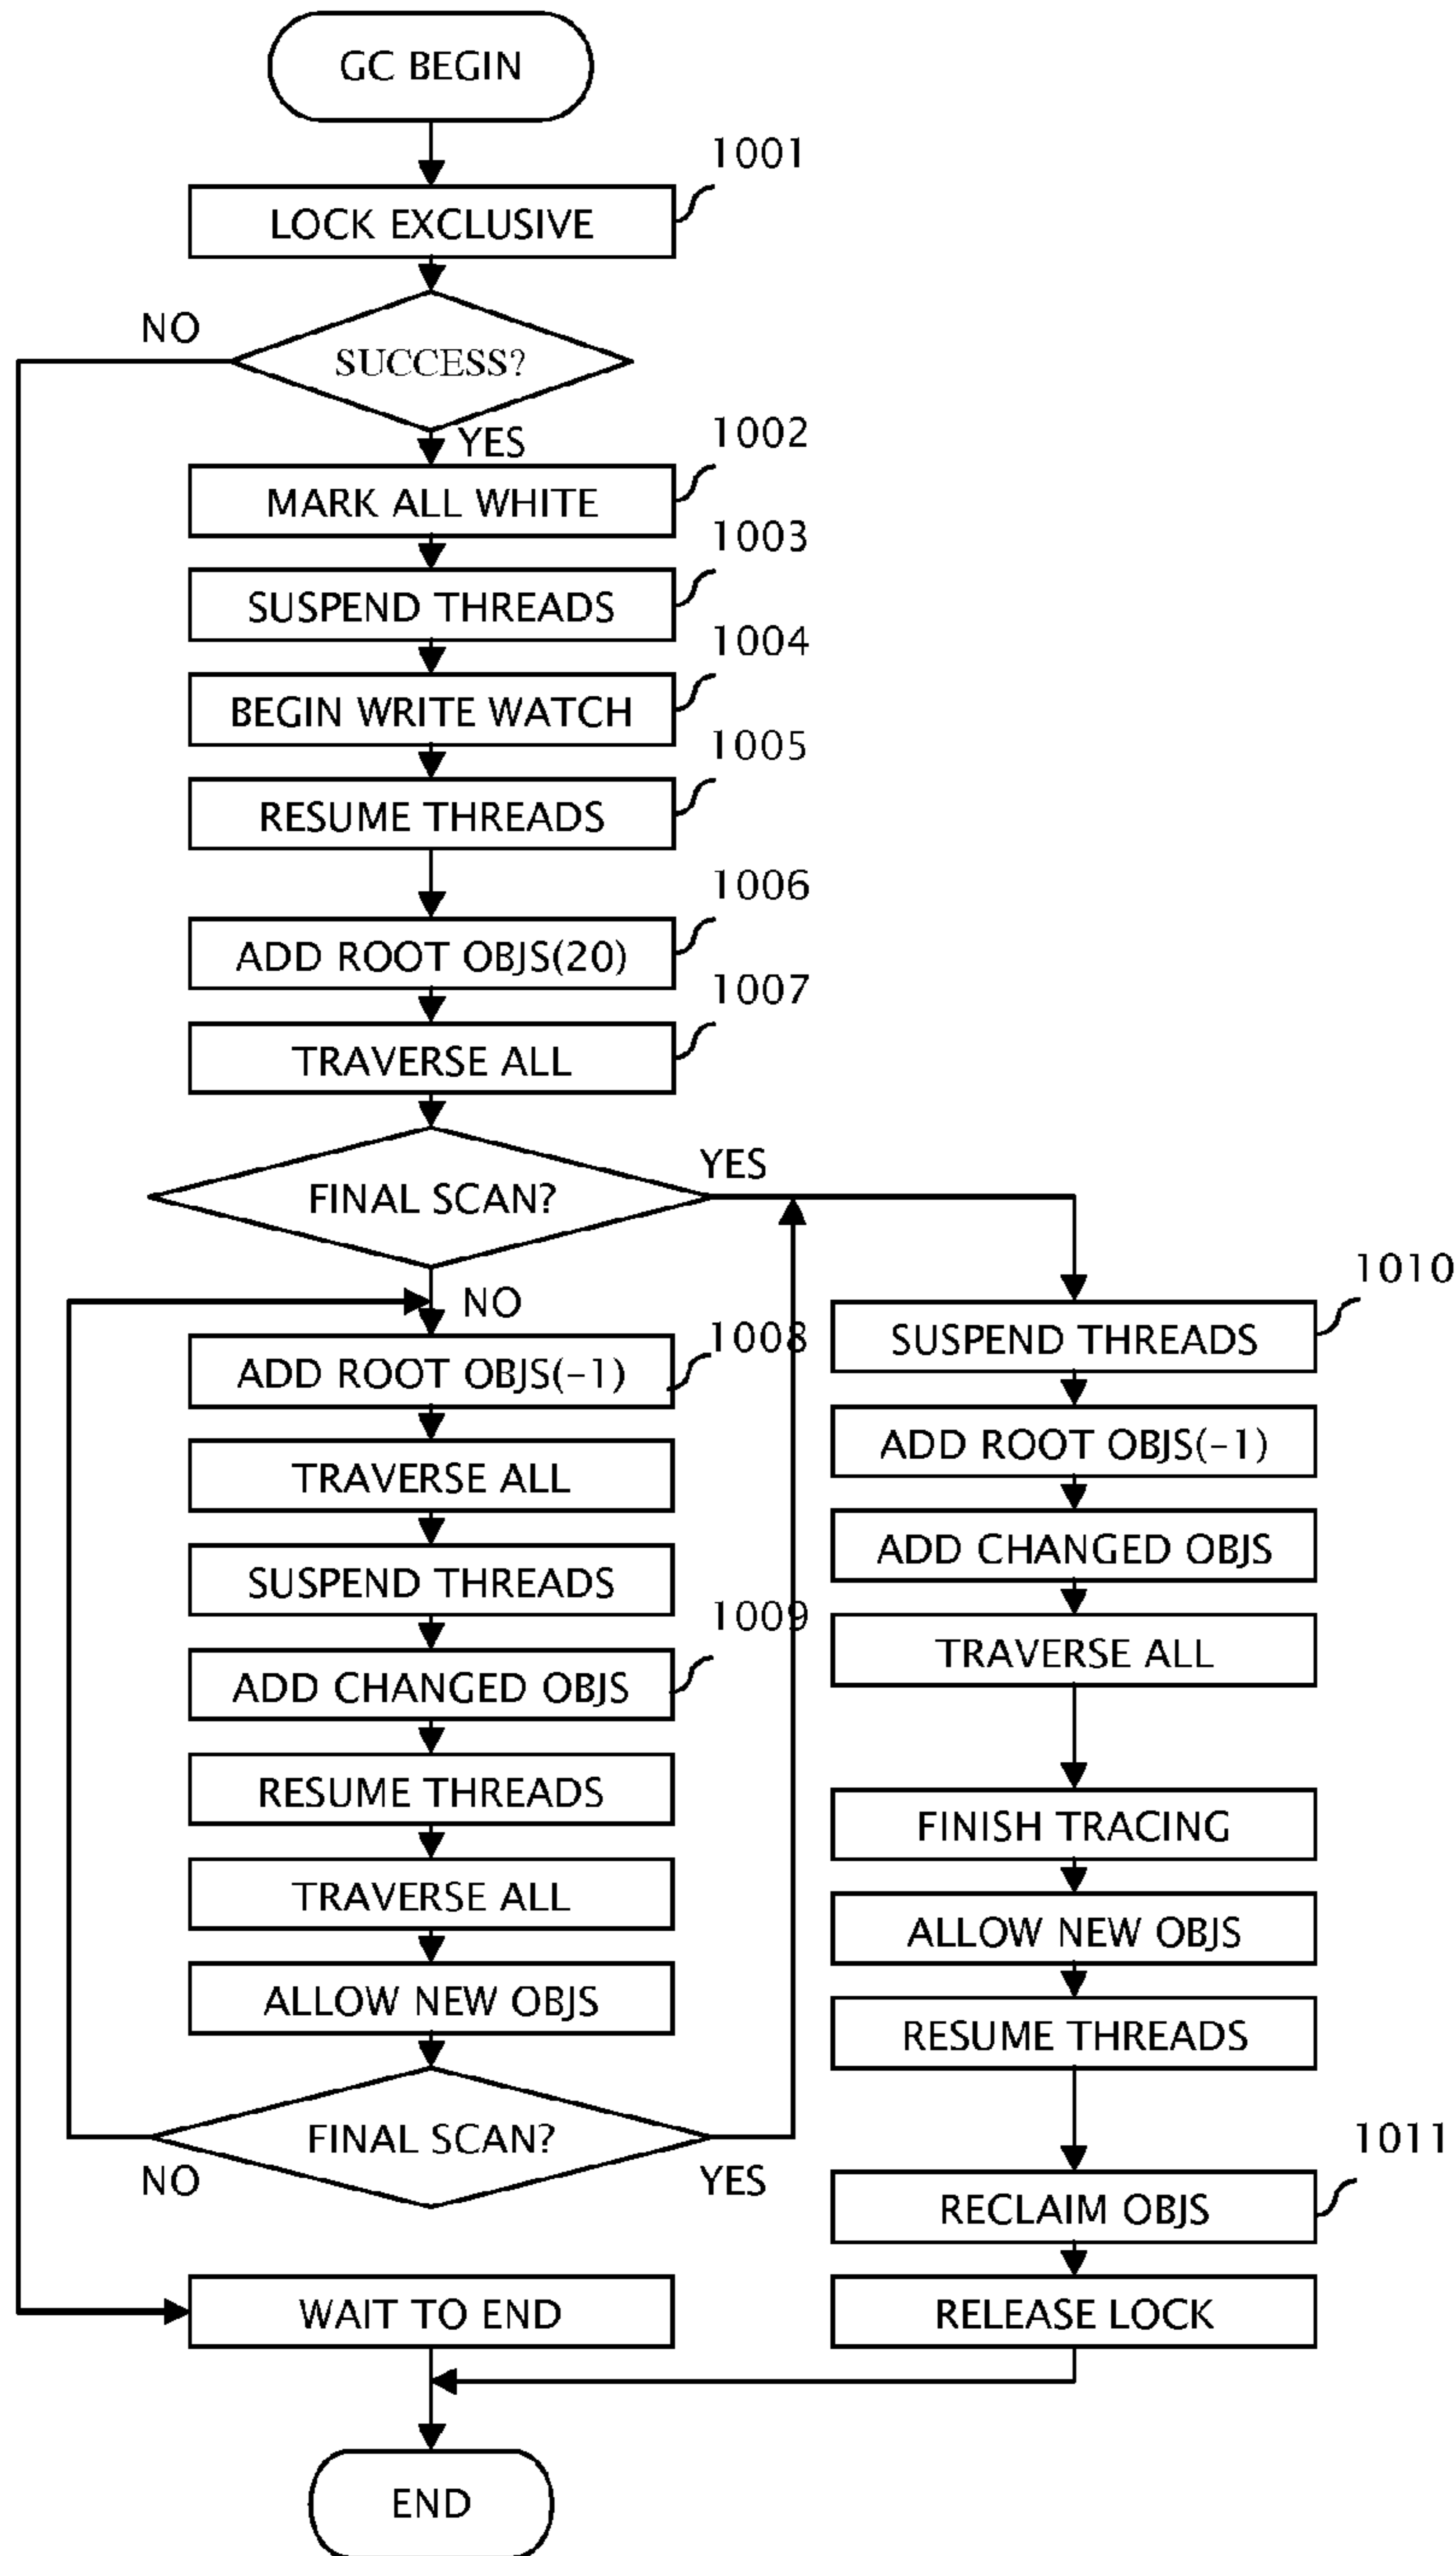 GC BEGIN
1001
LOCK EXCLUSIVE
NO
SUCCESS?
YES
1002
MARK ALL WHITE
1003
SUSPEND THREADS
1004
BEGIN WRITE WATCH
1005
RESUME THREADS
1006
ADD ROOT OBJS(20)
1007
TRAVERSE ALL
FINAL SCAN?
YES
NO
1008
ADD ROOT OBJS(-1)
TRAVERSE ALL
SUSPEND THREADS
1009
ADD CHANGED OBJS
RESUME THREADS
TRAVERSE ALL
ALLOW NEW OBJS
FINAL SCAN?
NO
YES
1010
SUSPEND THREADS
ADD ROOT OBJS(-1)
ADD CHANGED OBJS
TRAVERSE ALL
FINISH TRACING
ALLOW NEW OBJS
RESUME THREADS
1011
RECLAIM OBJS
RELEASE LOCK
WAIT TO END
END